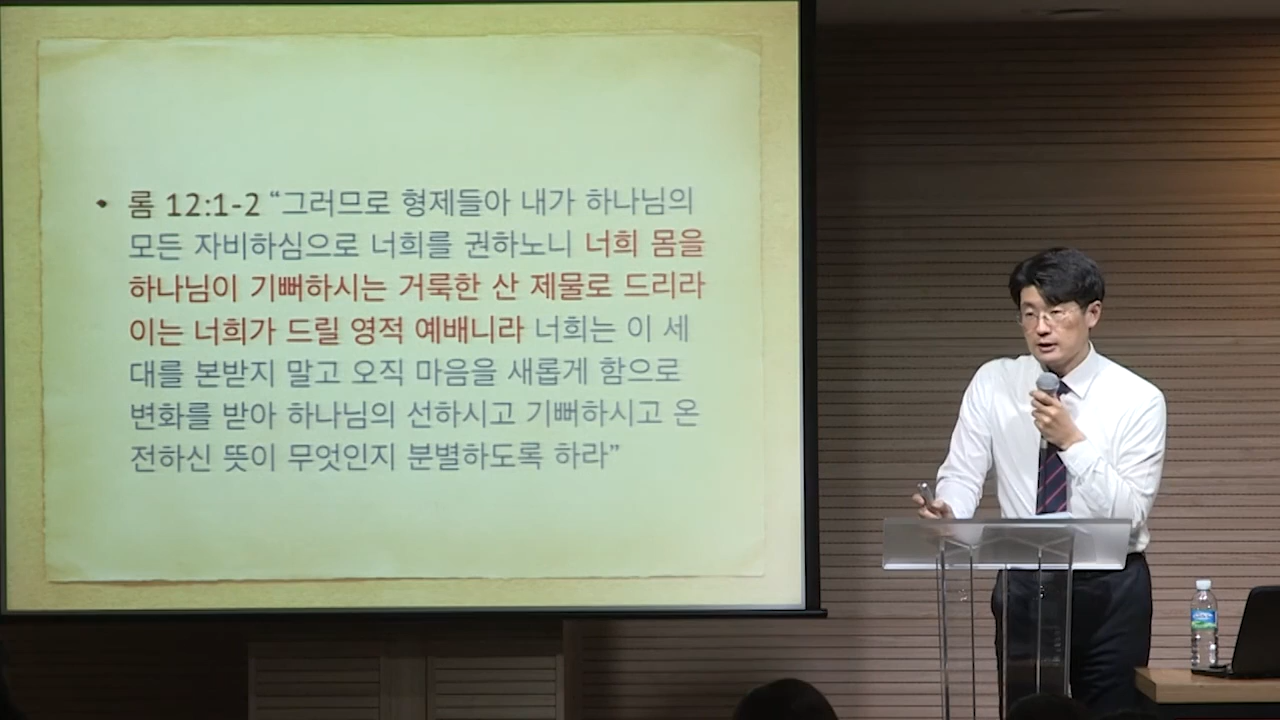 • 롬 12:1-2 “그러므로 형제들아 내가 하나님의
모든 자비하심으로 너희를 권하노니 너희 몸을
하나님이 기뻐하시는 거룩한 산 제물로 드리라
이는 너희가 드릴 영적 예배니라 너희는 이 세
대를 본받지 말고 오직 마음을 새롭게 함으로
변화를 받아 하나님의 선하시고 기뻐하시고 온
전하신 뜻이 무엇인지 분별하도록 하라”